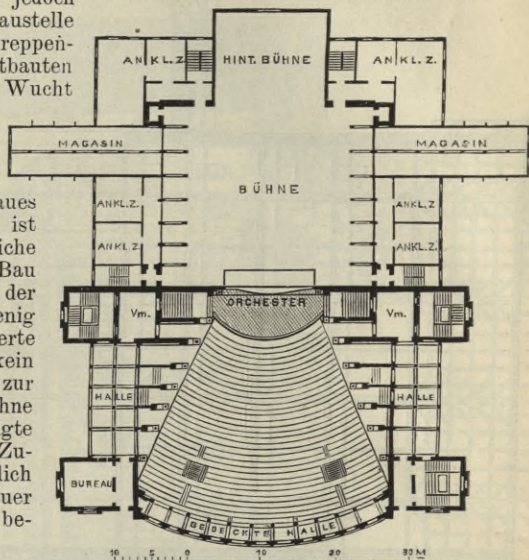 jedoch
austelle
reppen-
tbauten
Wucht
AN KL. Z.
HINT. BÜHNE
AN KL. Z.
MAGASIN
MAGASIN
BÜHNE
aues
ist
iche
Bau
der
enig
erte
kein
zur
hne
gte
Zu-
lich
uer
be-
ANKL.Z.
ANKL.Z.
ANKL.Z.
ANKL.Z.
ORCHESTER
Vm.
Vm.
HALLE
HALLE
BUREAU
BEDECKTE HALLE
10 5 0 10 20 30 M